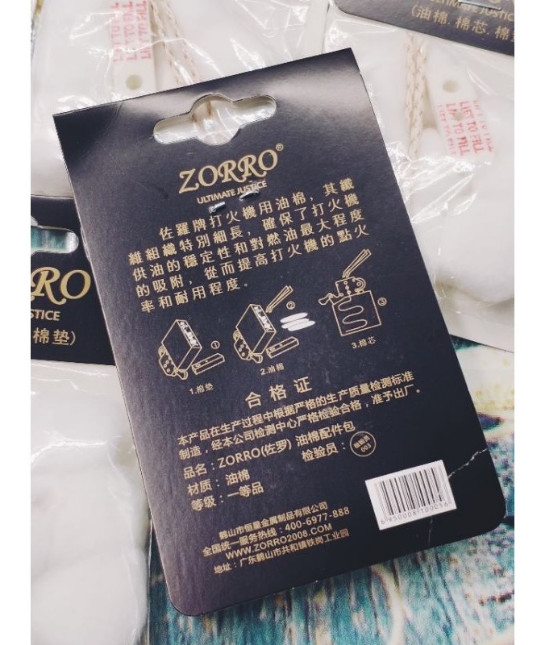 (油棉.棉芯.棉
LIFT TO FILL
ZORRO®
ULTIMATE JUSTICE
佐羅牌打火機用油棉，其纖
維組織特別細長，確保了打火機
供油的穩定性和對燃油最大程度
的吸附，從而提高打火機的點火
率和耐用程度.
①
②
③
1.棉垫
2.油棉
3.棉芯
合格证
本产品在生产过程中根据严格的生产质量检测标准
制造，经本公司检测中心严格检验合格，准予出厂。
品名：ZORRO(佐罗) 油棉配件包
材质：油棉
检验员：
003
等级：一等品
鹤山市恒星金属制品有限公司
全国统一服务热线：400-6977-888
WWW.ZORRO2008.COM
地址：广东鹤山市共和镇铁岗工业园
RO®
STICE
棉垫)